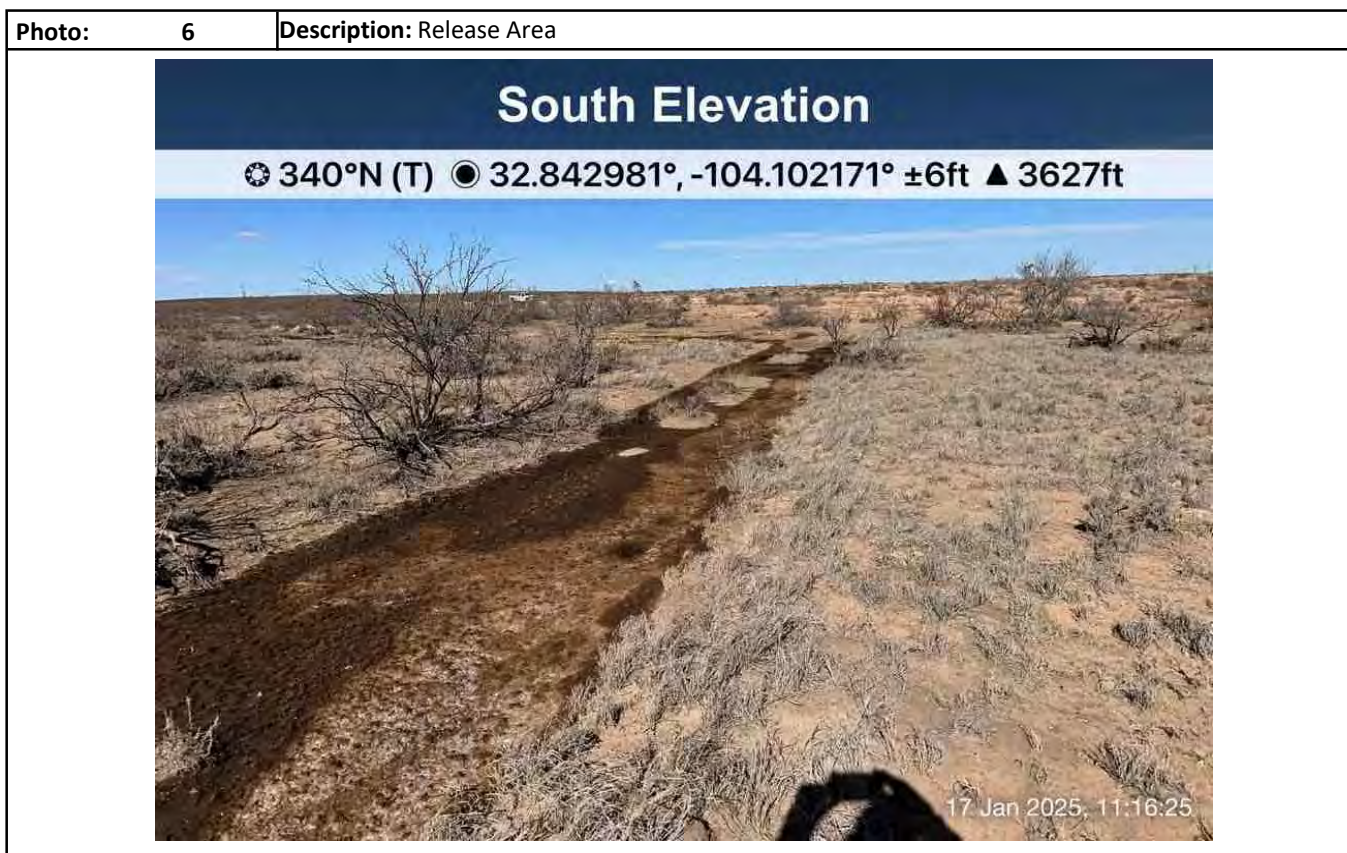 Photo: 6 Description: Release Area
South Elevation
340°N (T) 32.842981°, -104.102171° ±6ft ▲ 3627ft
17 Jan 2025, 11:16:25